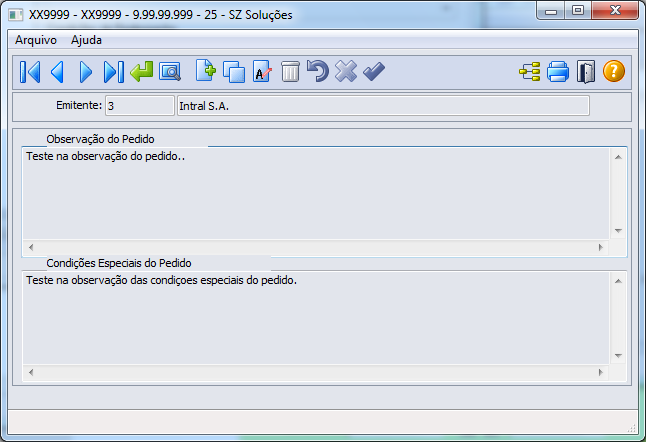 XX9999 - XX9999 - 9.99.99.999 - 25 - SZ Soluções
Arquivo Ajuda
Emitente: 3 Intral S.A.
Observação do Pedido
Teste na observação do pedido..
Condições Especiais do Pedido
Teste na observação das condiçoes especiais do pedido.